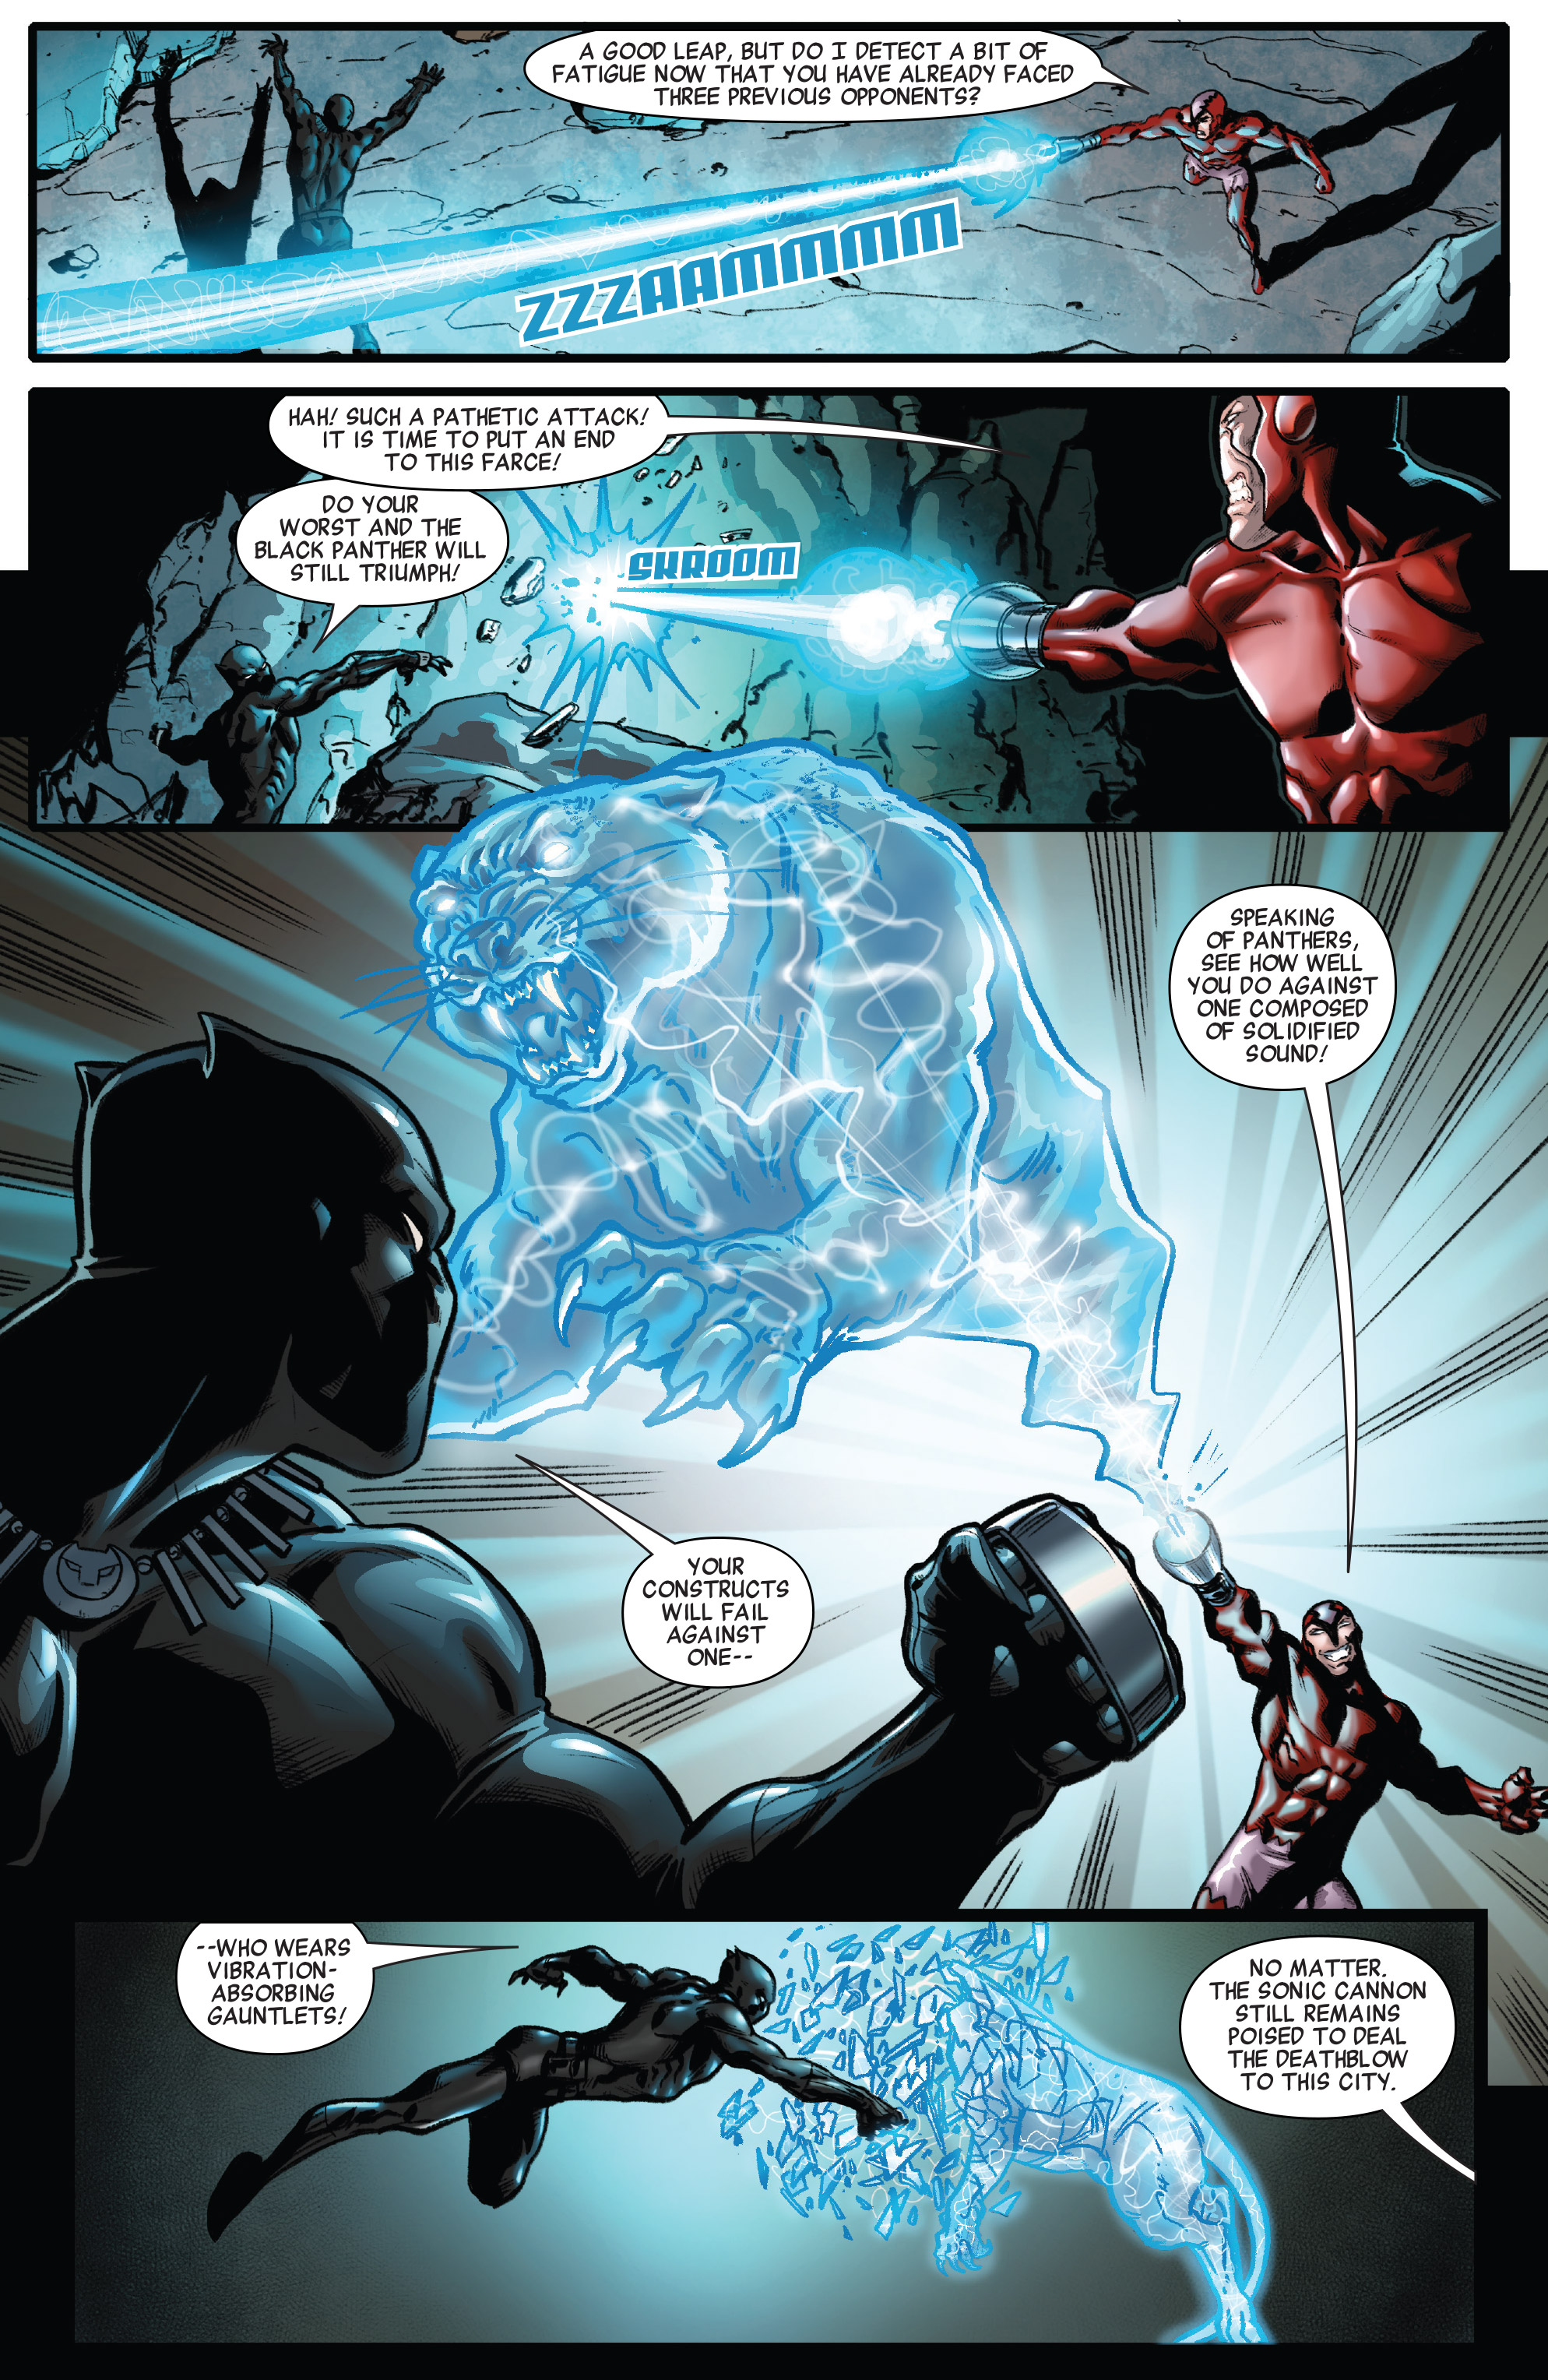 A GOOD LEAP, BUT DO I DETECT A BIT OF
FATIGUE NOW THAT YOU HAVE ALREADY FACED
THREE PREVIOUS OPPONENTS?
ZZZAAMMMM
HAH! SUCH A PATHETIC ATTACK!
IT IS TIME TO PUT AN END
TO THIS FARCE!
DO YOUR
WORST AND THE
BLACK PANTHER WILL
STILL TRIUMPH!
SKROOM
SPEAKING
OF PANTHERS,
SEE HOW WELL
YOU DO AGAINST
ONE COMPOSED
OF SOLIDIFIED
SOUND!
YOUR
CONSTRUCTS
WILL FAIL
AGAINST
ONE--
--WHO WEARS
VIBRATION-
ABSORBING
GAUNTLETS!
NO MATTER.
THE SONIC CANNON
STILL REMAINS
POISED TO DEAL
THE DEATHBLOW
TO THIS CITY.